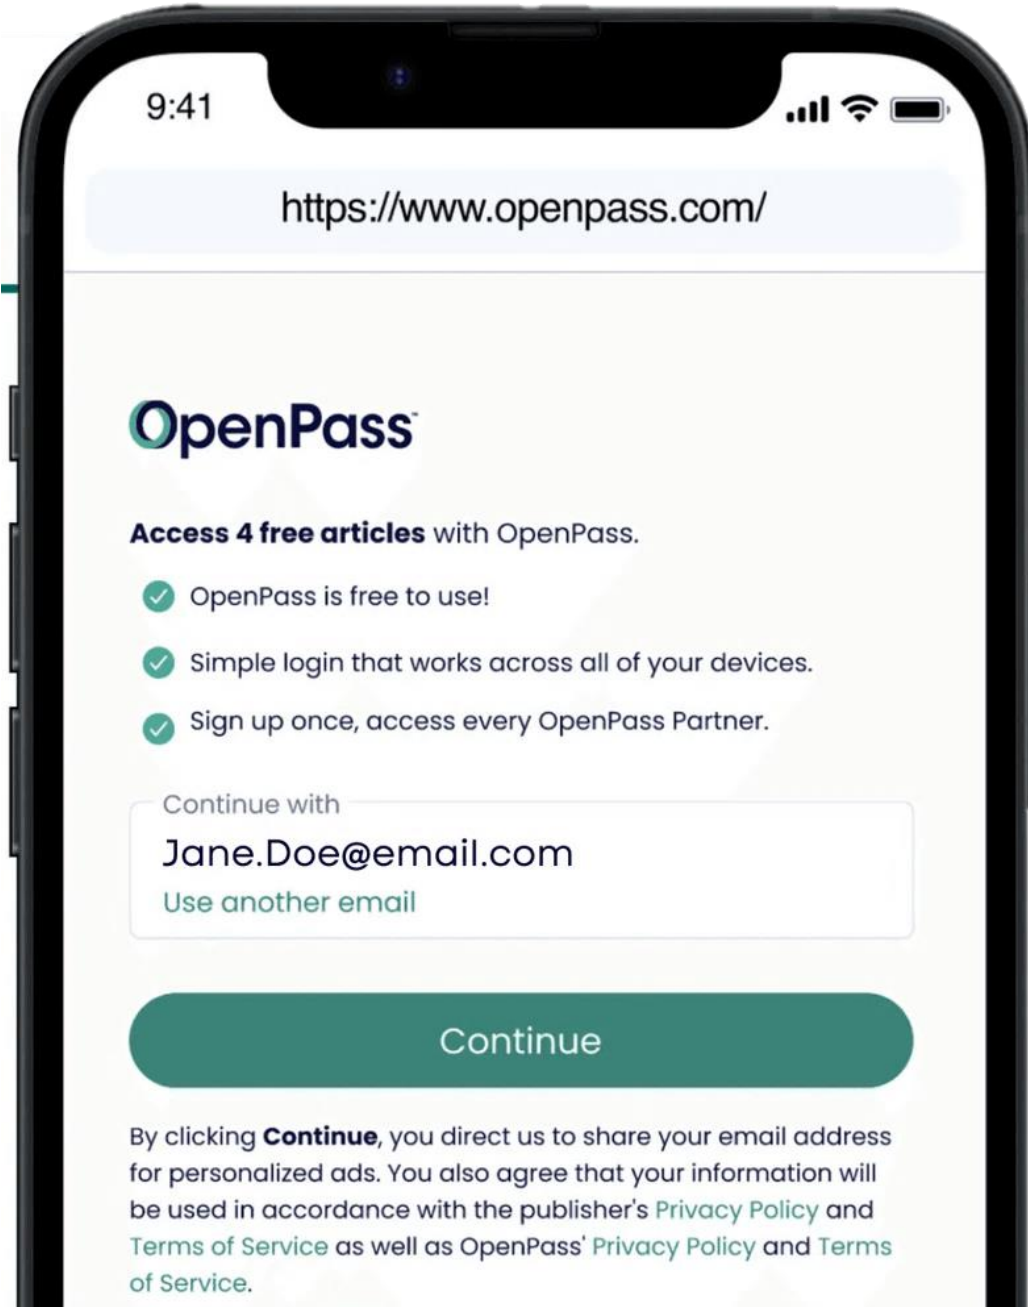 9:41
https://www.openpass.com/
OpenPass™
Access 4 free articles with OpenPass.
OpenPass is free to use!
Simple login that works across all of your devices.
Sign up once, access every OpenPass Partner.
Continue with
Jane.Doe@email.com
Use another email
Continue
By clicking Continue, you direct us to share your email address
for personalized ads. You also agree that your information will
be used in accordance with the publisher's Privacy Policy and
Terms of Service as well as OpenPass' Privacy Policy and Terms
of Service.